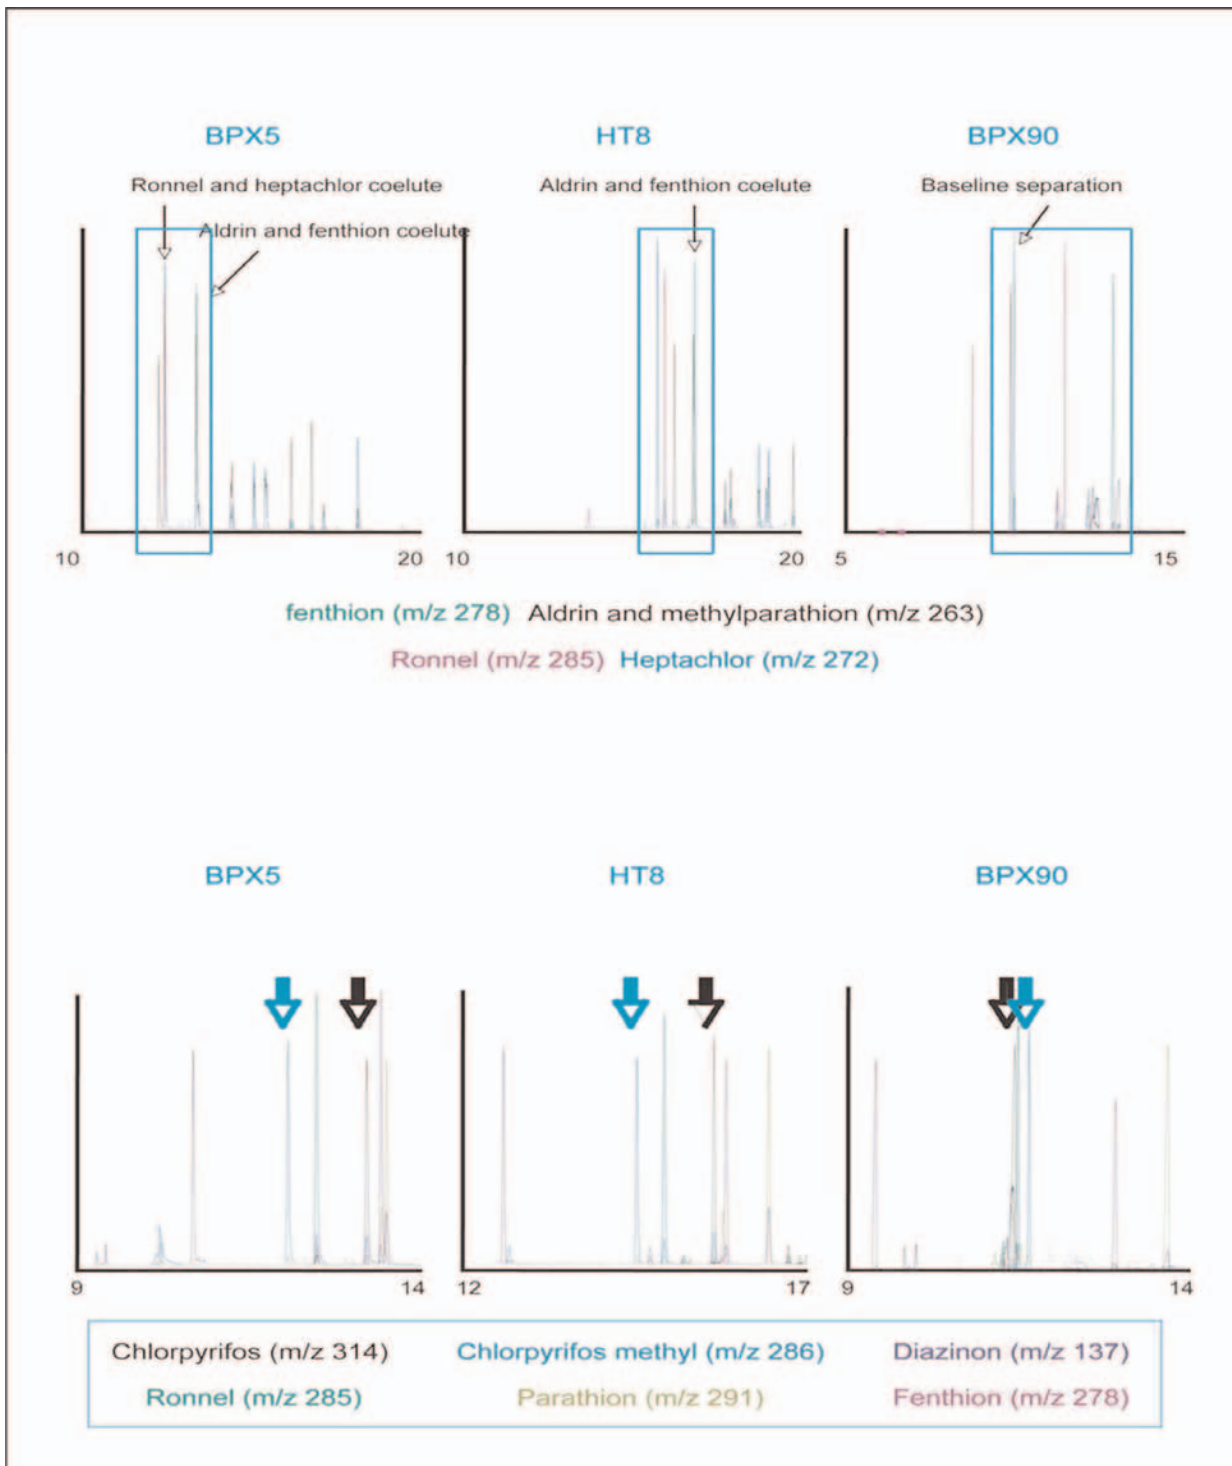 BPX5 HT8 BPX90
Ronnel and heptachlor coelute Aldrin and fenthion coelute Baseline separation
Aldrin and fenthion coelute
10 20 10 20 5 15
fenthion (m/z 278) Aldrin and methylparathion (m/z 263)
Ronnel (m/z 285) Heptachlor (m/z 272)
BPX5 HT8 BPX90
9 14 12 17 9 14
Chlorpyrifos (m/z 314) Chlorpyrifos methyl (m/z 286) Diazinon (m/z 137)
Ronnel (m/z 285) Parathion (m/z 291) Fenthion (m/z 278)